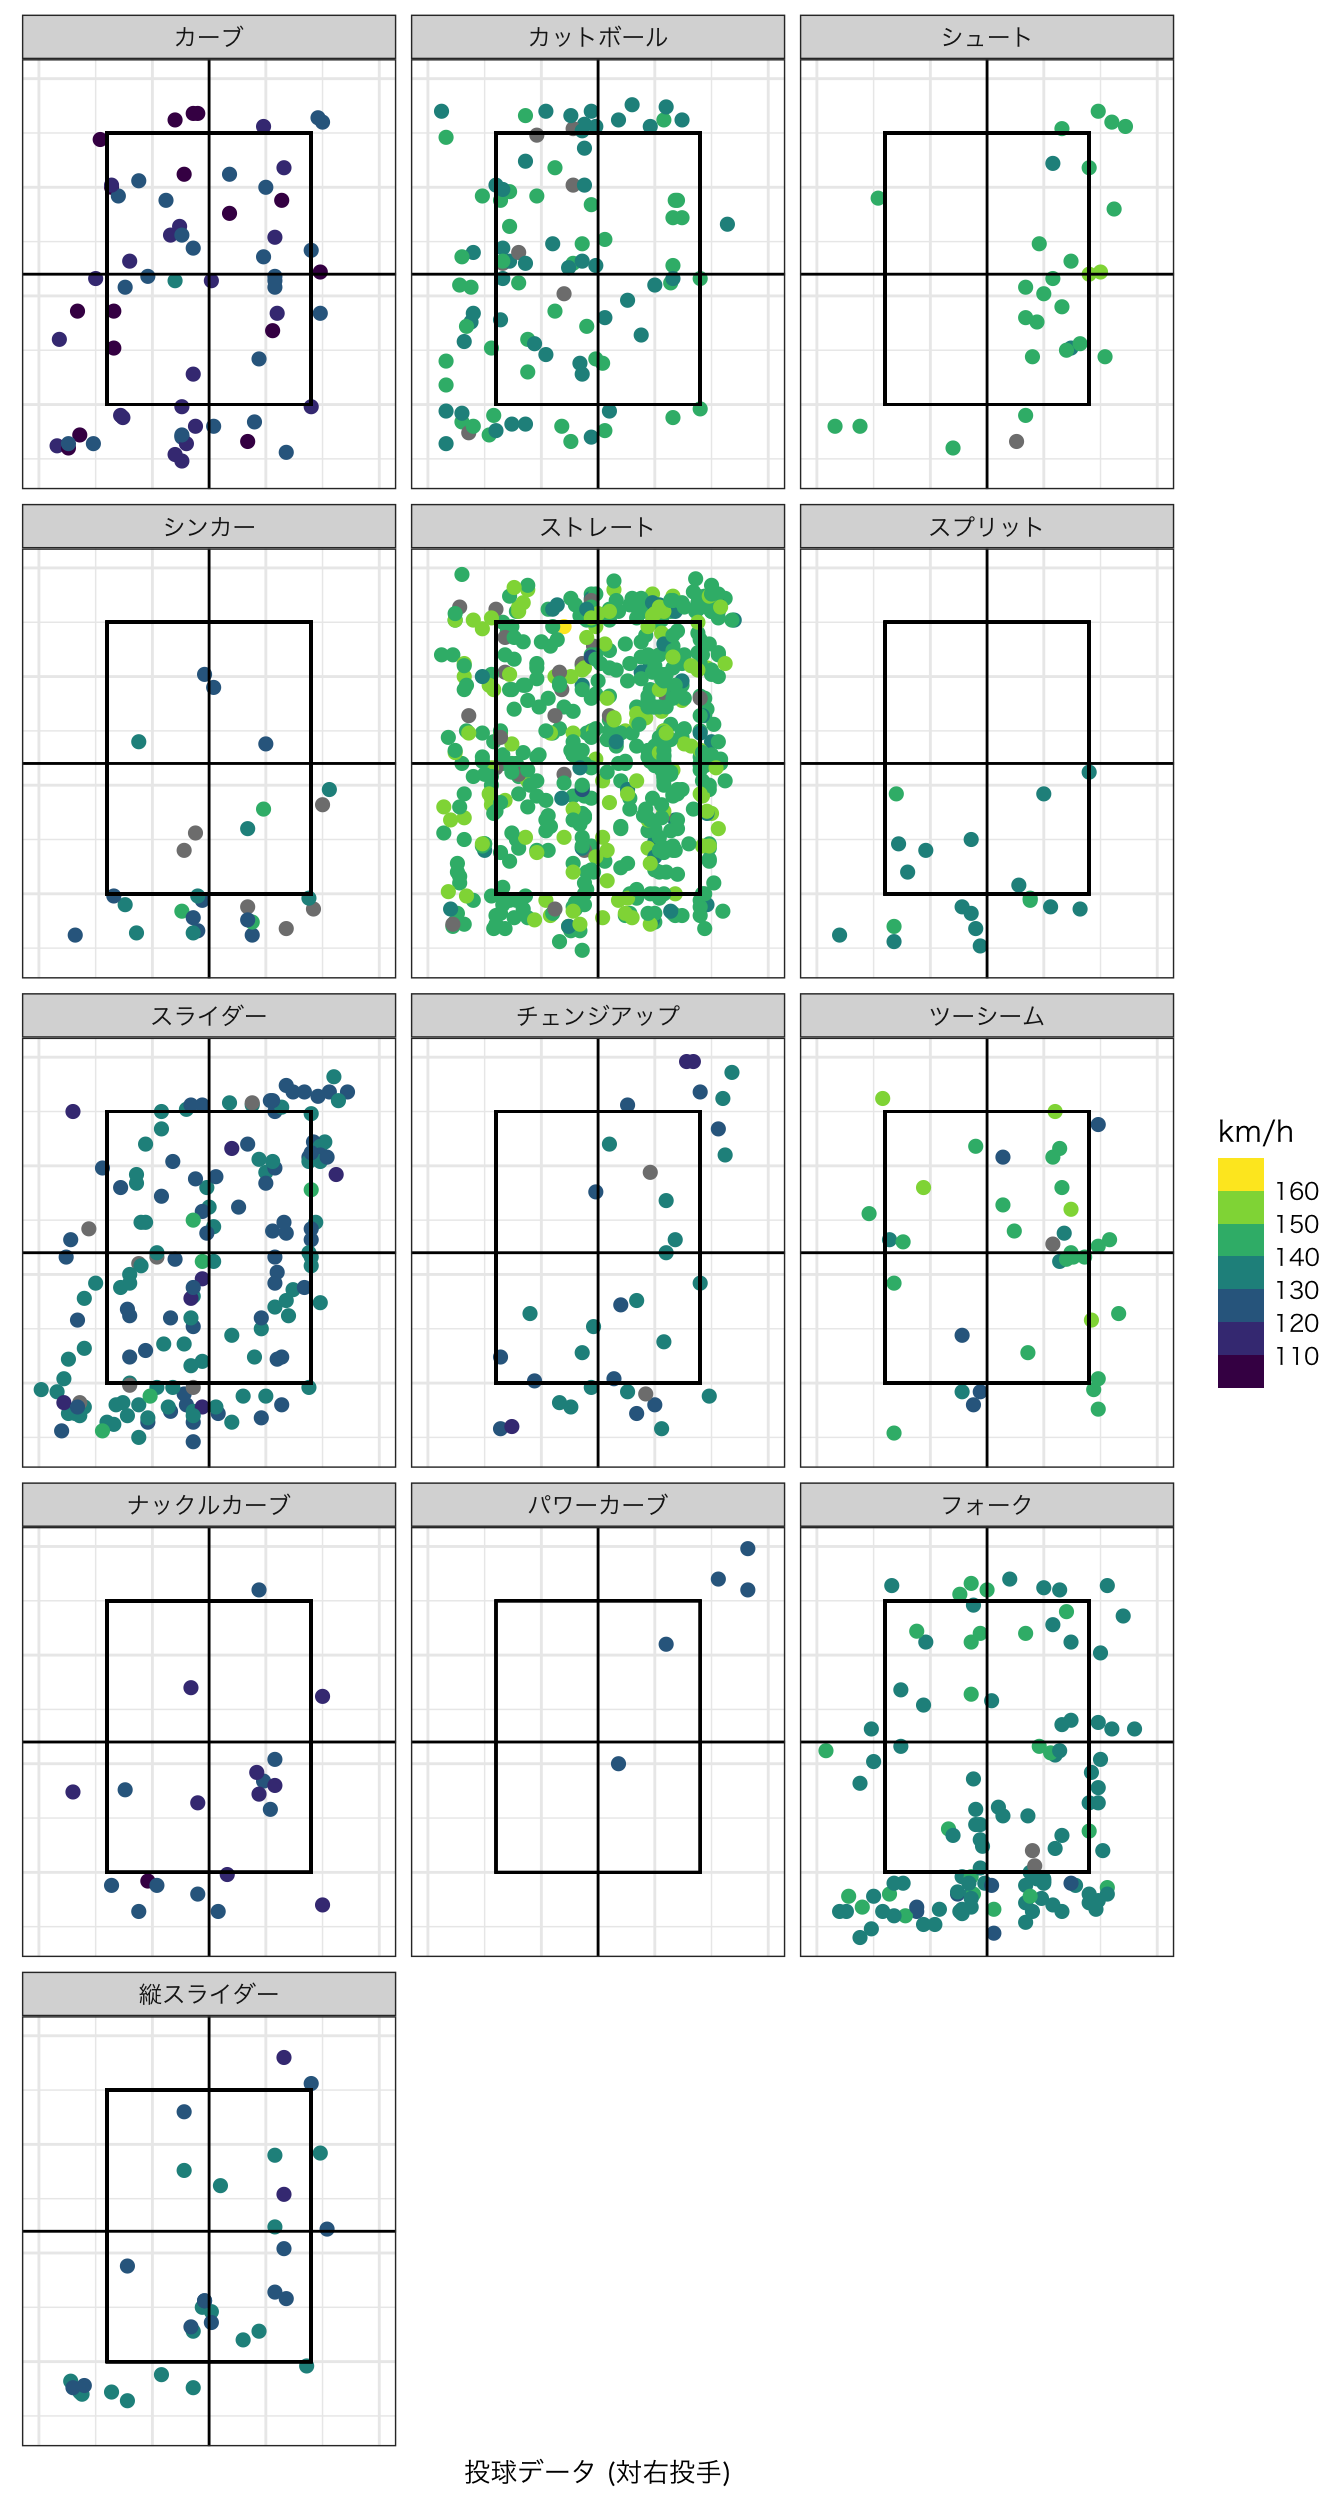 カーブ
カットボール
シュート
シンカー
ストレート
スプリット
スライダー
チェンジアップ
ツーシーム
km/h
160
150
140
130
120
110
ナックルカーブ
パワーカーブ
フォーク
縦スライダー
投球データ (対右投手)